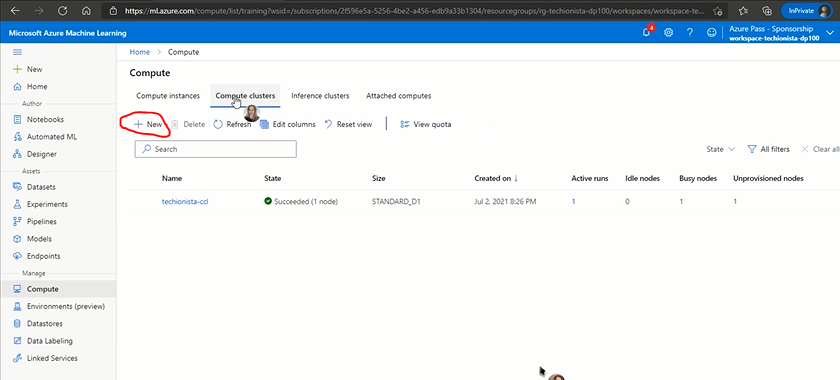 https://ml.azure.com/compute/list/training?wsid=/subscriptions/2f596e5a-5256-4be2-a456-edb9a33b1304/resourcegroups/rg-techionista-dp100/workspaces/workspace-te...
InPrivate
Microsoft Azure Machine Learning
4
Azure Pass - Sponsorship
workspace-techionista-dp100
New
Home
Author
Notebooks
Automated ML
Designer
Assets
Datasets
Experiments
Pipelines
Models
Endpoints
Manage
Compute
Environments (preview)
Datastores
Data Labeling
Linked Services
Home > Compute
Compute
Compute instances Compute clusters Inference clusters Attached computes
New Delete Refresh Edit columns Reset view View quota
Search
State All filters Clear all
Name State Size Created on ↓ Active runs Idle nodes Busy nodes Unprovisioned nodes
techionista-ccl Succeeded (1 node) STANDARD_D1 Jul 2, 2021 8:26 PM 1 0 1 1